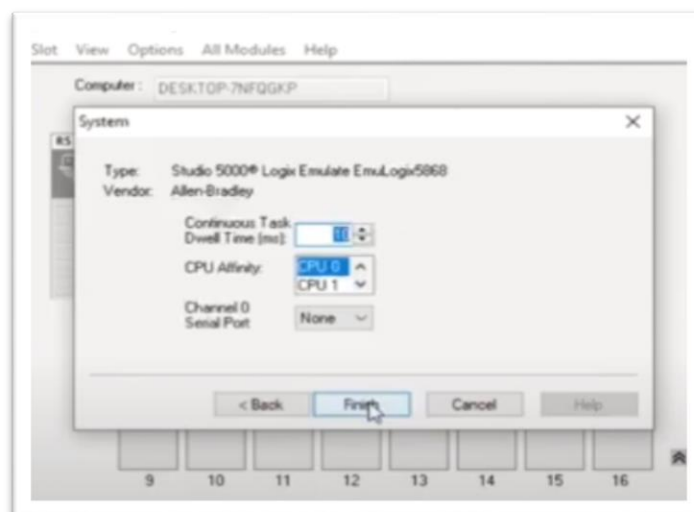 Slot View Options All Modules Help
Computer: DESKTOP-7NFQGKP
System
RS
Type: Studio 5000® Logix Emulate EmuLogix5868
Vendor: Allen-Bradley
Continuous Task
Dwell Time (ms): 10
CPU Affinity: CPU 0
CPU 1
Channel 0
Serial Port None
< Back Finish Cancel Help
9 10 11 12 13 14 15 16